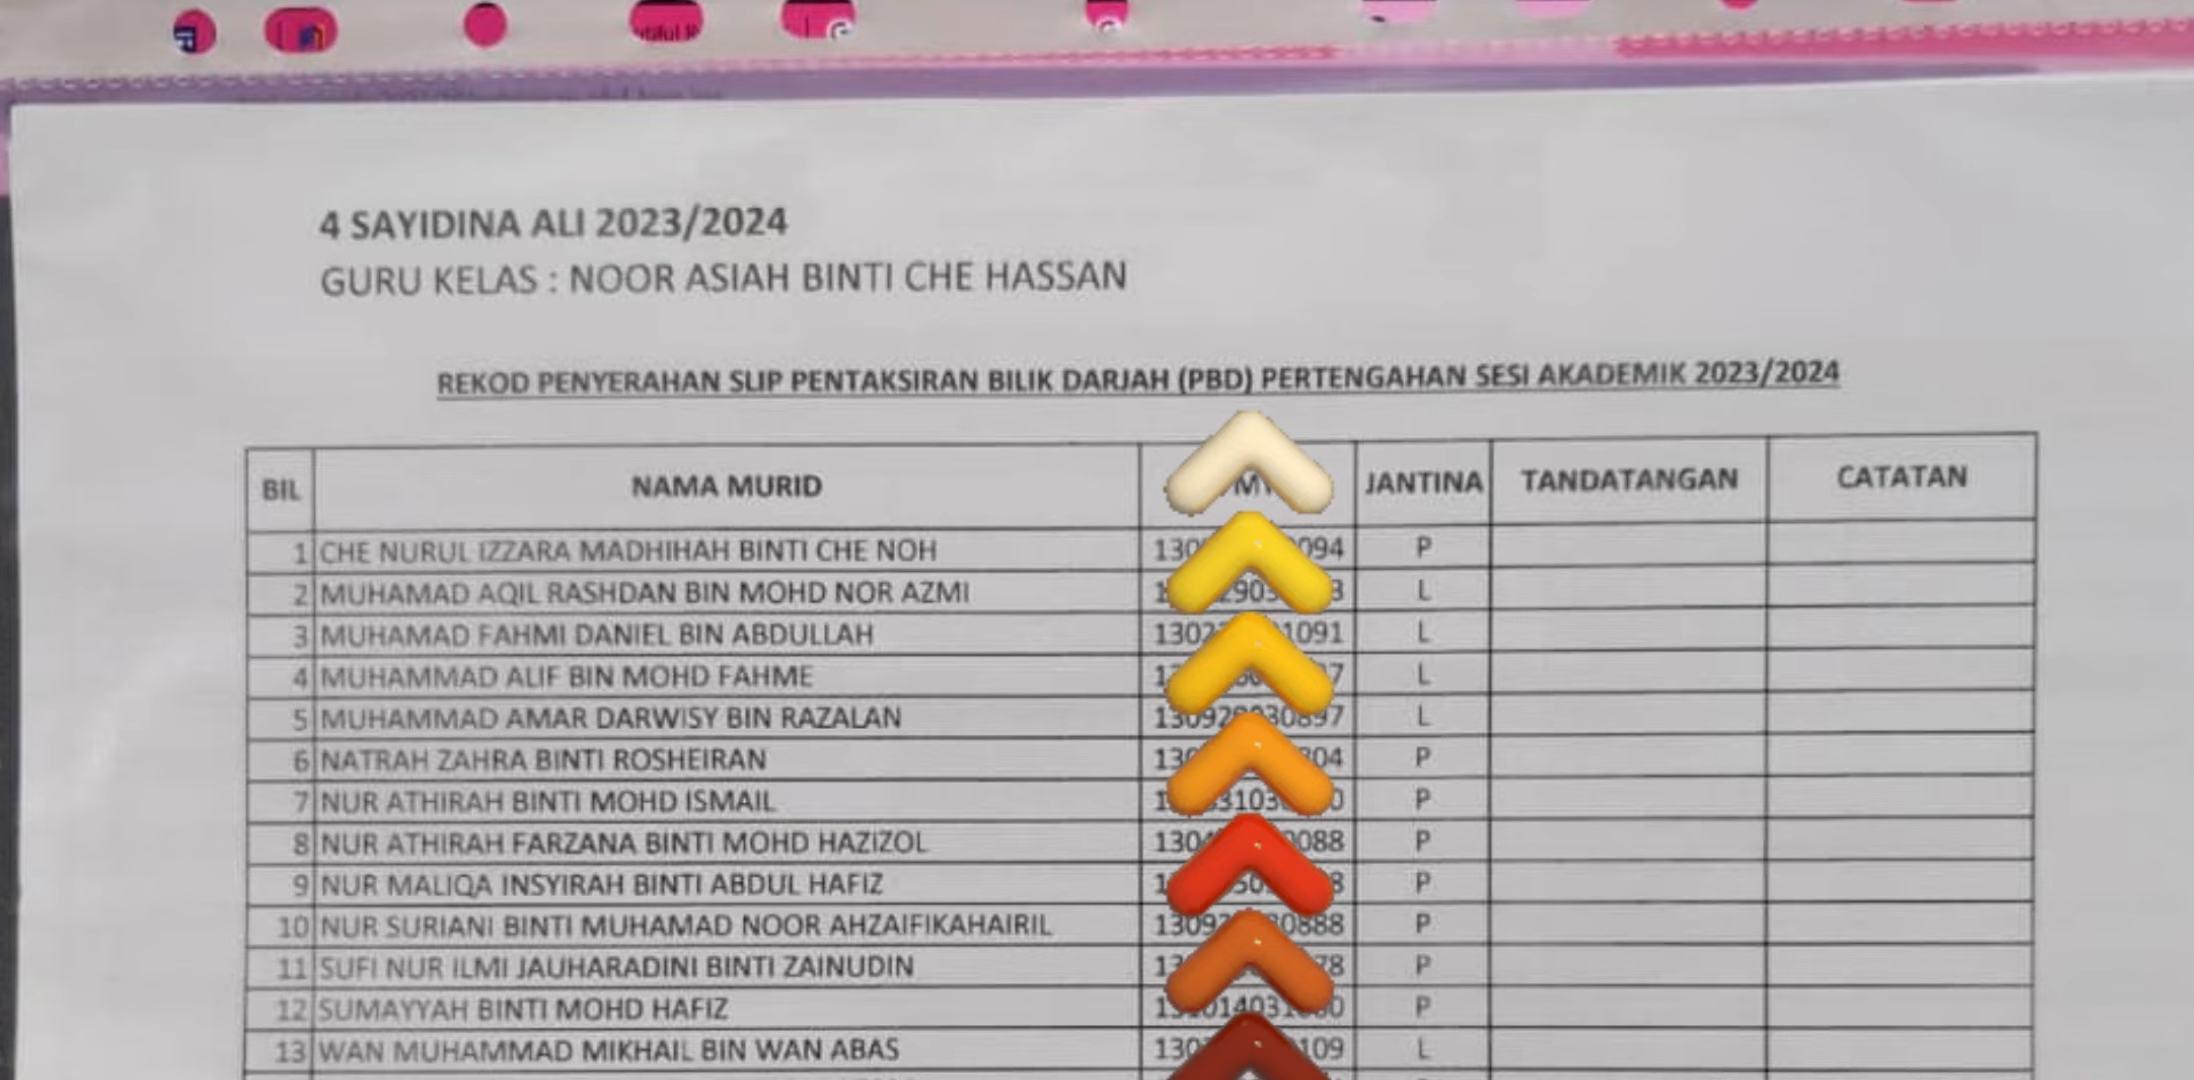 4 SAYIDINA ALI 2023/2024
GURU KELAS : NOOR ASIAH BINTI CHE HASSAN
REKOD PENYERAHAN SLIP PENTAKSIRAN BILIK DARJAH (PBD) PERTENGAHAN SESI AKADEMIK 2023/2024
BIL NAMA MURID JANTINA TANDATANGAN CATATAN
1 CHE NURUL IZZARA MADHIHAH BINTI CHE NOH P
2 MUHAMAD AQIL RASHDAN BIN MOHD NOR AZMI L
3 MUHAMAD FAHMI DANIEL BIN ABDULLAH L
4 MUHAMMAD ALIF BIN MOHD FAHME L
5 MUHAMMAD AMAR DARWISY BIN RAZALAN L
6 NATRAH ZAHRA BINTI ROSHEIRAN P
7 NUR ATHIRAH BINTI MOHD ISMAIL P
8 NUR ATHIRAH FARZANA BINTI MOHD HAZIZOL P
9 NUR MALIQA INSYIRAH BINTI ABDUL HAFIZ P
10 NUR SURIANI BINTI MUHAMAD NOOR AHZAIFIKAHAIRIL P
11 SUFI NUR ILMI JAUHARADINI BINTI ZAINUDIN P
12 SUMAYYAH BINTI MOHD HAFIZ P
13 WAN MUHAMMAD MIKHAIL BIN WAN ABAS L